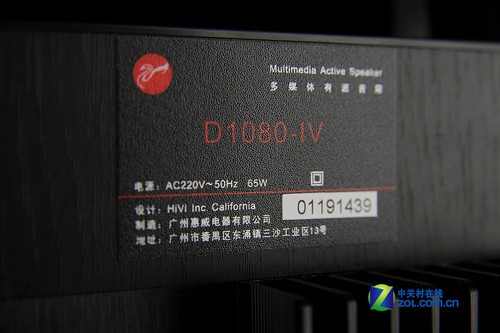 Multimedia Active Speaker
多媒体有源音箱
D1080-IV
电源: AC220V～50Hz 65W
设计: HiVi Inc. California
制造: 广州惠威电器有限公司
地址: 广州市番禺区东涌镇三沙工业区13号
01191439
中关村在线
ZOL.COM.CN